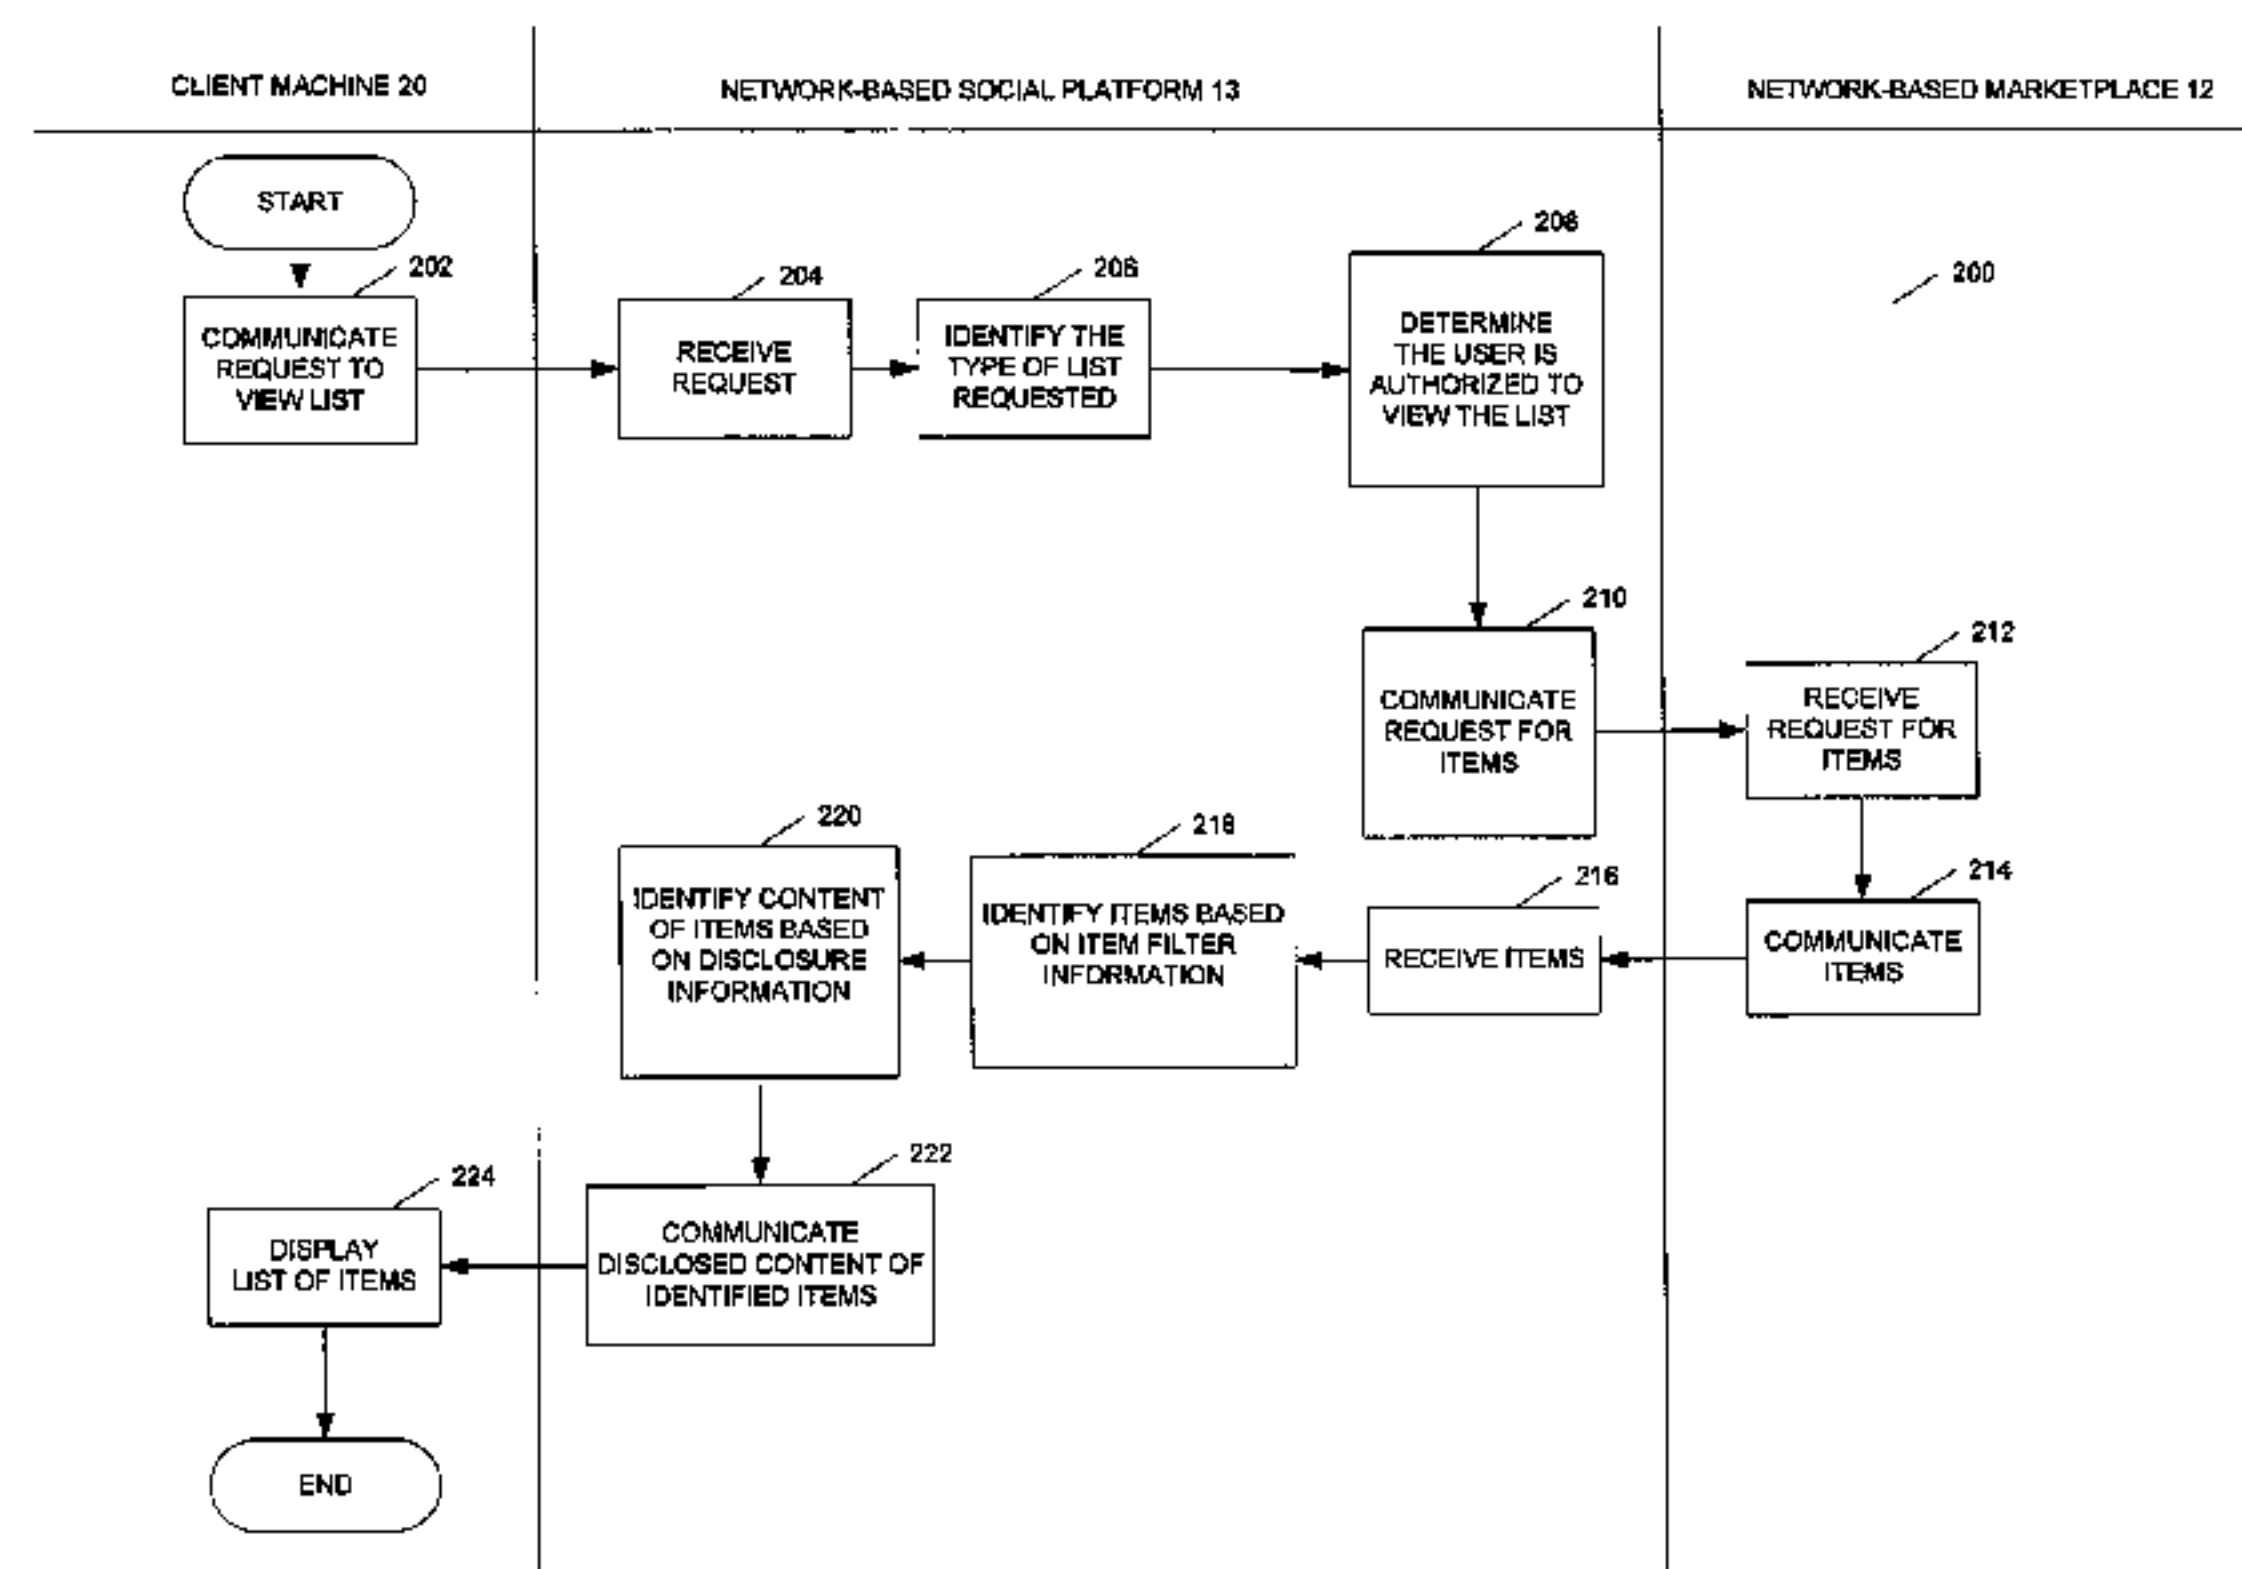 CLIENT MACHINE 20
NETWORK-BASED SOCIAL PLATFORM 13
NETWORK-BASED MARKETPLACE 12
START
202
COMMUNICATE
REQUEST TO
VIEW LIST
204
RECEIVE
REQUEST
206
IDENTIFY THE
TYPE OF LIST
REQUESTED
208
DETERMINE
THE USER IS
AUTHORIZED TO
VIEW THE LIST
200
210
COMMUNICATE
REQUEST FOR
ITEMS
212
RECEIVE
REQUEST FOR
ITEMS
214
COMMUNICATE
ITEMS
216
RECEIVE ITEMS
218
IDENTIFY ITEMS BASED
ON ITEM FILTER
INFORMATION
220
IDENTIFY CONTENT
OF ITEMS BASED
ON DISCLOSURE
INFORMATION
222
COMMUNICATE
DISCLOSED CONTENT OF
IDENTIFIED ITEMS
224
DISPLAY
LIST OF ITEMS
END